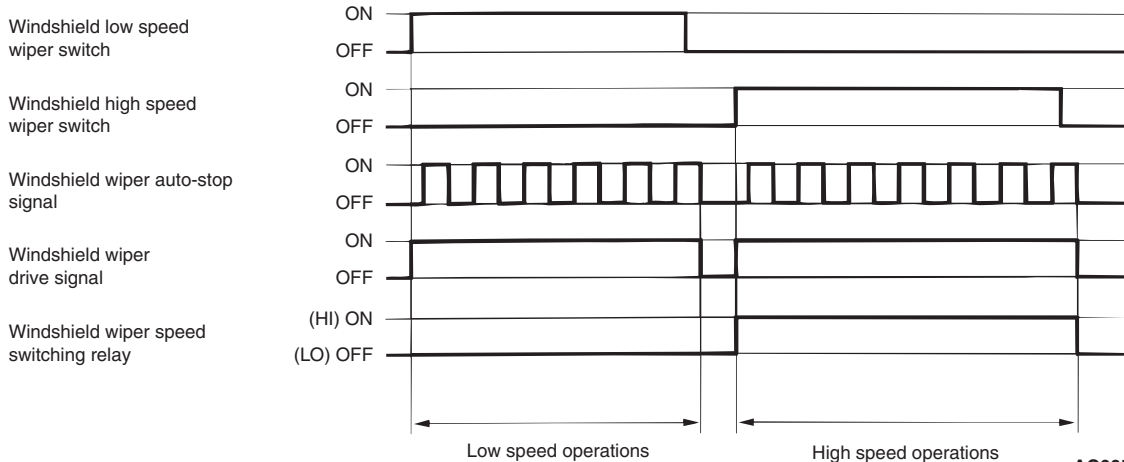 Windshield low speed
wiper switch
ON
OFF
Windshield high speed
wiper switch
ON
OFF
Windshield wiper auto-stop
signal
ON
OFF
Windshield wiper
drive signal
ON
OFF
Windshield wiper speed
switching relay
(HI) ON
(LO) OFF
Low speed operations
High speed operations